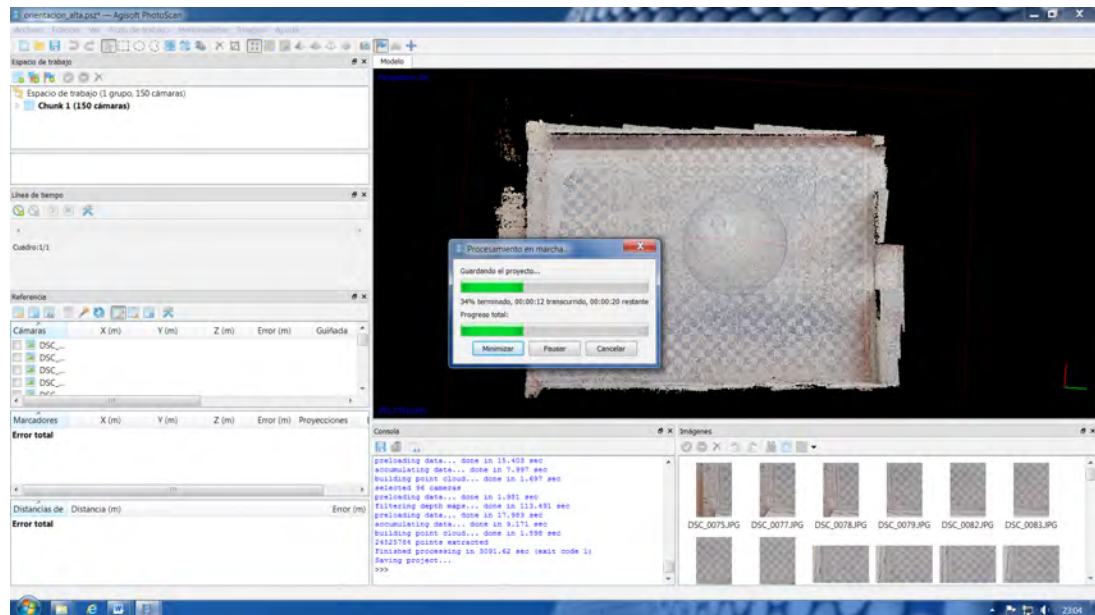 orientacion_alta.psz* — Agisoft PhotoScan
Espacio de trabajo
Modelo
Espacio de trabajo (1 grupo, 150 cámaras)
Chunk 1 (150 cámaras)
Línea de tiempo
Cuadro:1/1
Procesamiento en marcha...
Guardando el proyecto...
34% terminado, 00:00:12 transcurrido, 00:00:20 restante
Progreso total:
Minimizar Pausar Cancelar
Referencia
Cámaras X (m) Y (m) Z (m) Error (m) Guiñada
DSC_...
DSC_...
DSC_...
DSC_...
Marcadores X (m) Y (m) Z (m) Error (m) Proyecciones
Error total
Distancias de Distancia (m) Error (m)
Error total
Consola
preloading data... done in 15.403 sec
accumulating data... done in 7.897 sec
building point cloud... done in 1.697 sec
selected 96 cameras
preloading data... done in 1.981 sec
filtering depth maps... done in 113.491 sec
preloading data... done in 17.983 sec
accumulating data... done in 9.171 sec
building point cloud... done in 1.898 sec
24525784 points extracted
Finished processing in 3091.62 sec (exit code 1)
Saving project...
>>>
Imágenes
DSC_0075.JPG DSC_0077.JPG DSC_0078.JPG DSC_0079.JPG DSC_0082.JPG DSC_0083.JPG
23:04